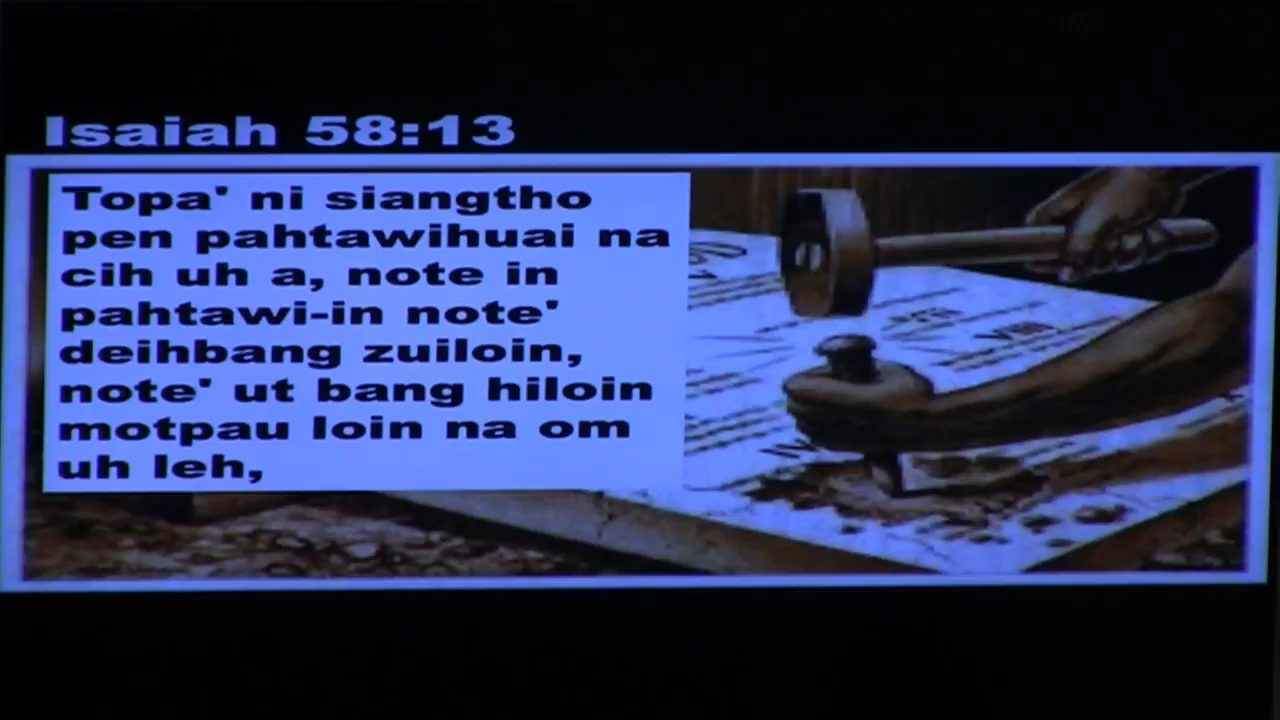 Isaiah 58:13
Topa' ni siangtho
pen pahtawihuai na
cih uh a, note in
pahtawi-in note'
deihbang zuiloin,
note' ut bang hiloin
motpau loin na om
uh leh,